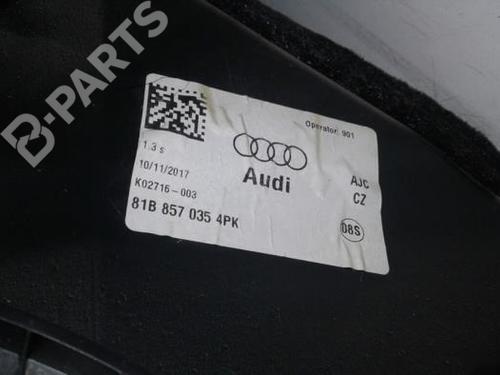 B-PARTS
Operator: 901
1.3 s
10/11/2017
K02716-003
81B 857 035 4PK
Audi
AJC
CZ
08S